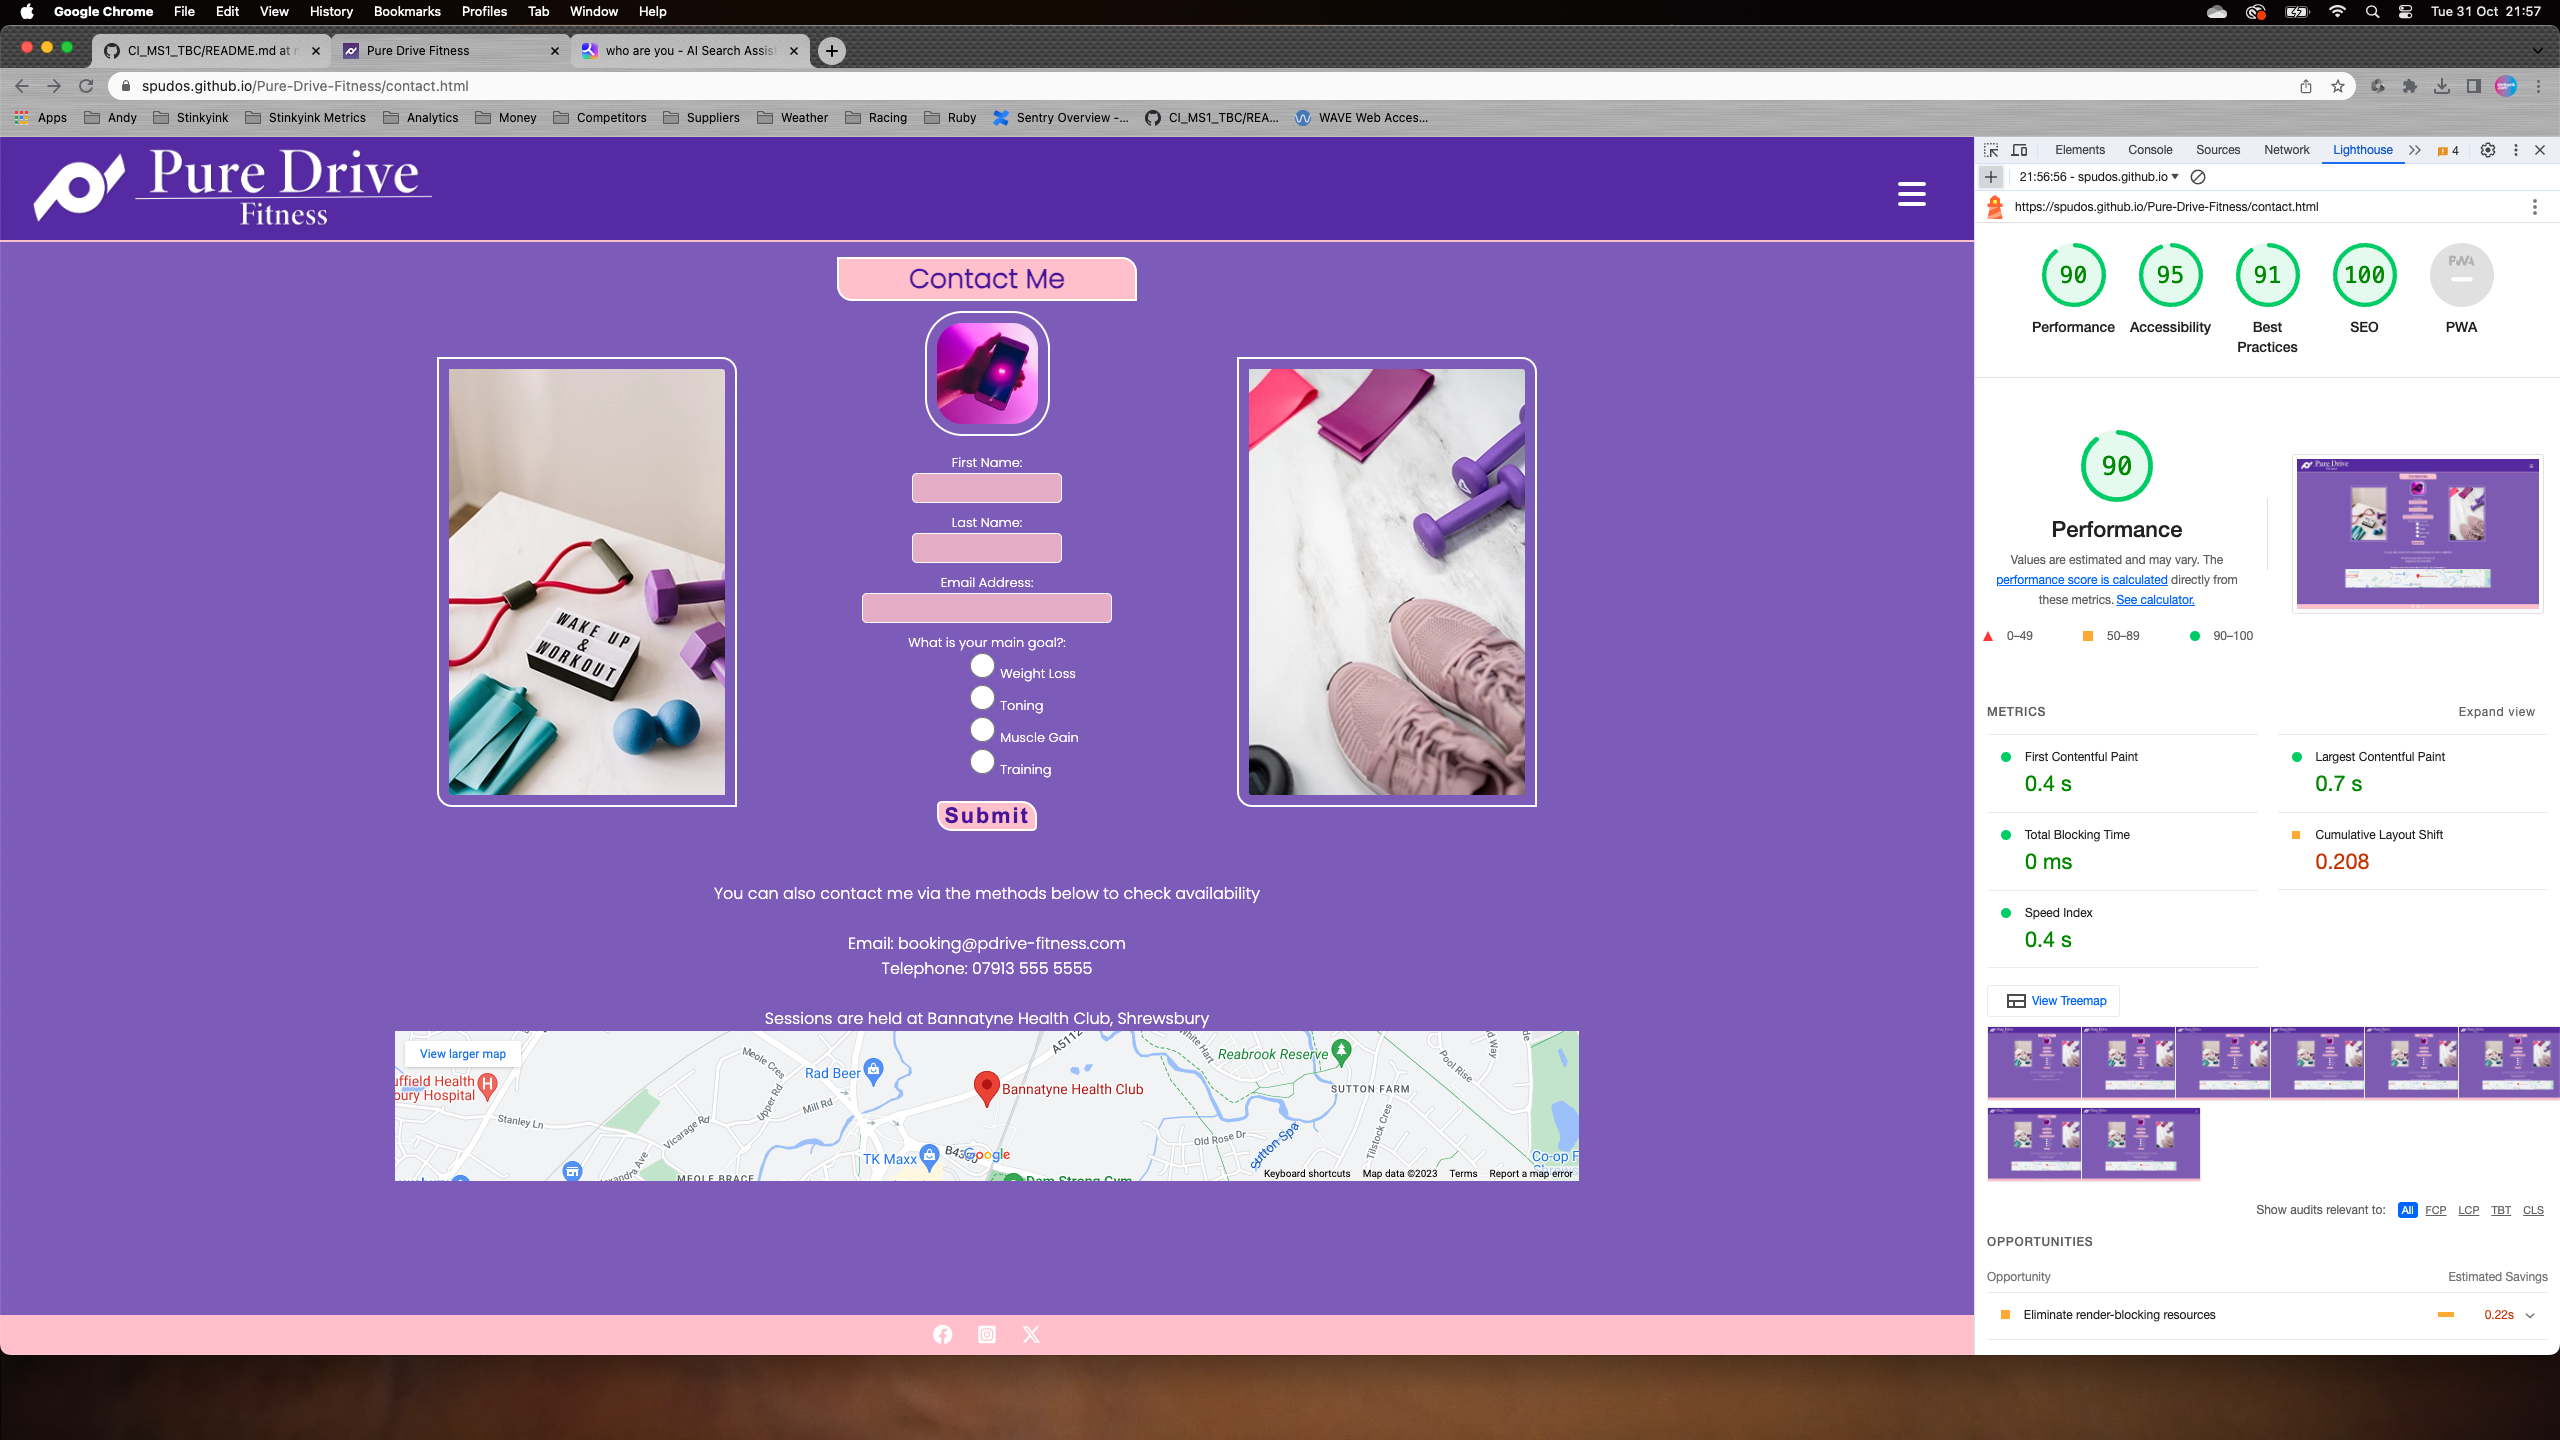 Google Chrome File Edit View History Bookmarks Profiles Tab Window Help Tue 31 Oct 21:57
CI_MS1_TBC/README.md at Pure Drive Fitness who are you - AI Search Assist
spudos.github.io/Pure-Drive-Fitness/contact.html
Apps Andy Stinkyink Stinkyink Metrics Analytics Money Competitors Suppliers Weather Racing Ruby Sentry Overview -... CI_MS1_TBC/REA... WAVE Web Acces...
Pure Drive
Fitness
Contact Me
First Name:
Last Name:
Email Address:
What is your main goal?:
Weight Loss
Toning
Muscle Gain
Training
Submit
WAKE UP
&
WORKOUT
You can also contact me via the methods below to check availability
Email: booking@pdrive-fitness.com
Telephone: 07913 555 5555
Sessions are held at Bannatyne Health Club, Shrewsbury
View larger map
uffield Health
bury Hospital
Stanley Ln
Vicarage Rd
Upper Rd
Meole Cres
Mill Rd
Rad Beer
A5112
Bannatyne Health Club
White Hart
Reabrook Reserve
SUTTON FARM
Pool Rise
Tilstock Cres
Old Rose Dr
Sutton Spa
TK Maxx
Google
MEOLE BRACE
Co-op F
Keyboard shortcuts Map data ©2023 Terms Report a map error
Elements Console Sources Network Lighthouse 4
21:56:56 - spudos.github.io
https://spudos.github.io/Pure-Drive-Fitness/contact.html
90 95 91 100 PWA
Performance Accessibility Best Practices SEO PWA
90
Performance
Values are estimated and may vary. The
performance score is calculated directly from
these metrics. See calculator.
0–49 50–89 90–100
METRICS Expand view
First Contentful Paint
0.4 s
Largest Contentful Paint
0.7 s
Total Blocking Time
0 ms
Cumulative Layout Shift
0.208
Speed Index
0.4 s
View Treemap
Show audits relevant to: All FCP LCP TBT CLS
OPPORTUNITIES
Opportunity Estimated Savings
Eliminate render-blocking resources 0.22s